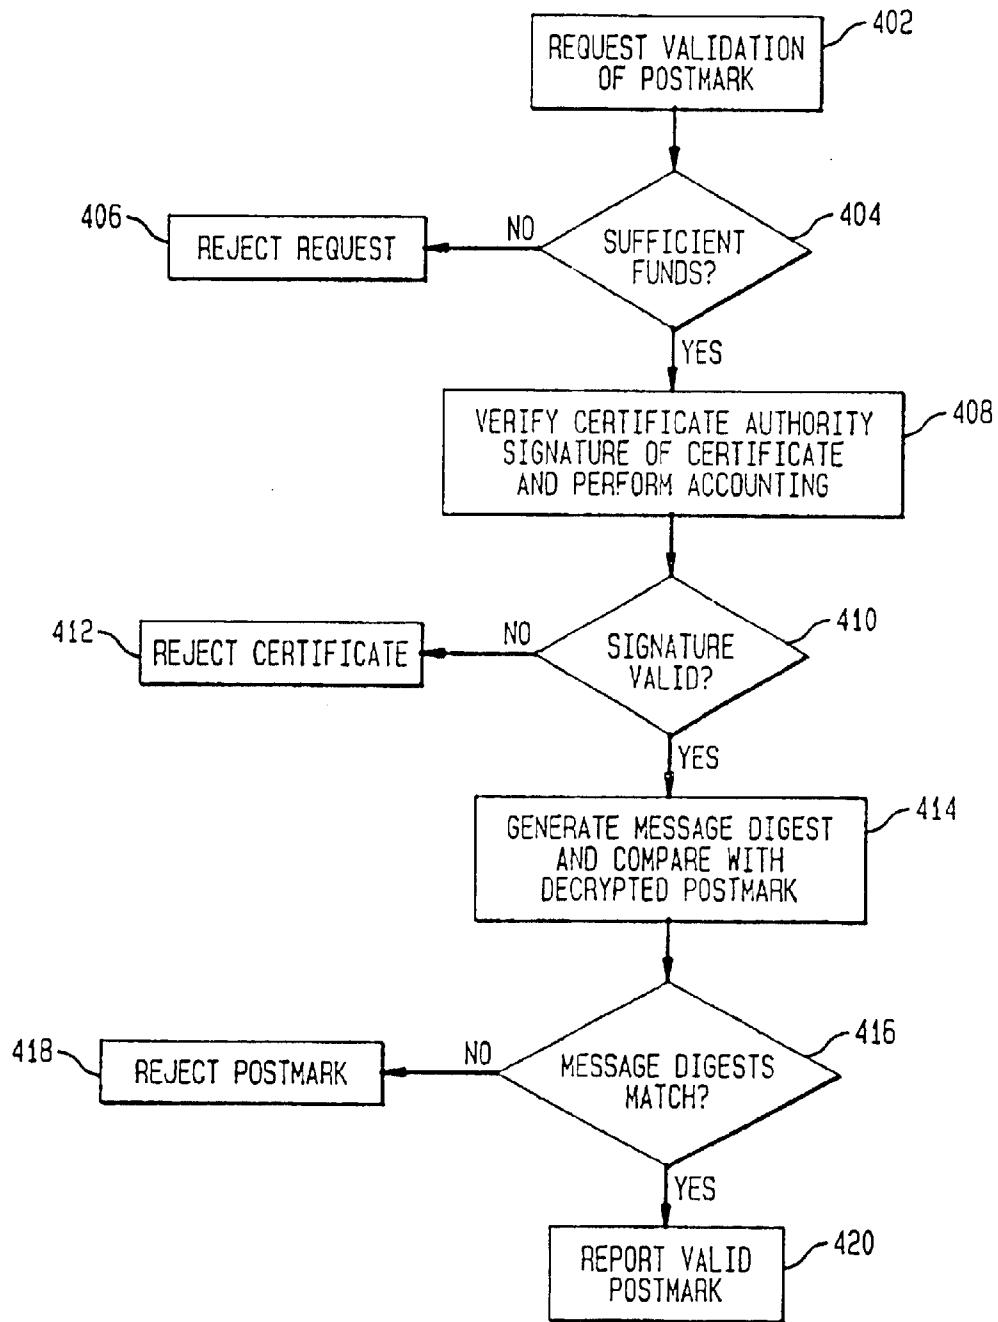 REQUEST VALIDATION
OF POSTMARK
402
SUFFICIENT
FUNDS?
404
NO
406
REJECT REQUEST
YES
VERIFY CERTIFICATE AUTHORITY
SIGNATURE OF CERTIFICATE
AND PERFORM ACCOUNTING
408
SIGNATURE
VALID?
410
NO
412
REJECT CERTIFICATE
YES
GENERATE MESSAGE DIGEST
AND COMPARE WITH
DECRYPTED POSTMARK
414
MESSAGE DIGESTS
MATCH?
416
NO
418
REJECT POSTMARK
YES
REPORT VALID
POSTMARK
420